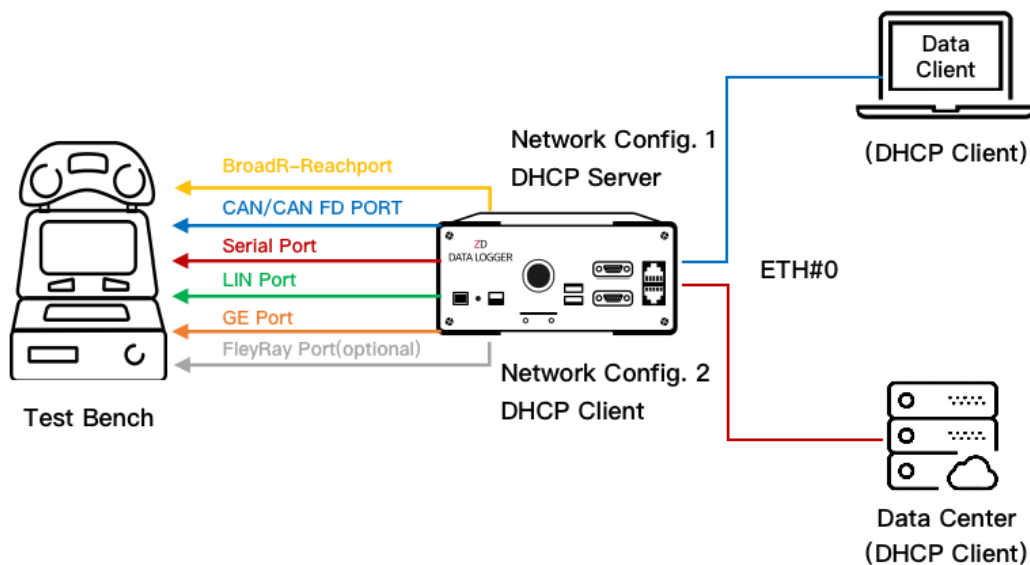 Data
Client
(DHCP Client)
Network Config. 1
DHCP Server
BroadR-Reachport
CAN/CAN FD PORT
Serial Port
LIN Port
GE Port
FleyRay Port(optional)
ZD
DATA LOGGER
ETH#0
Network Config. 2
DHCP Client
Test Bench
Data Center
(DHCP Client)